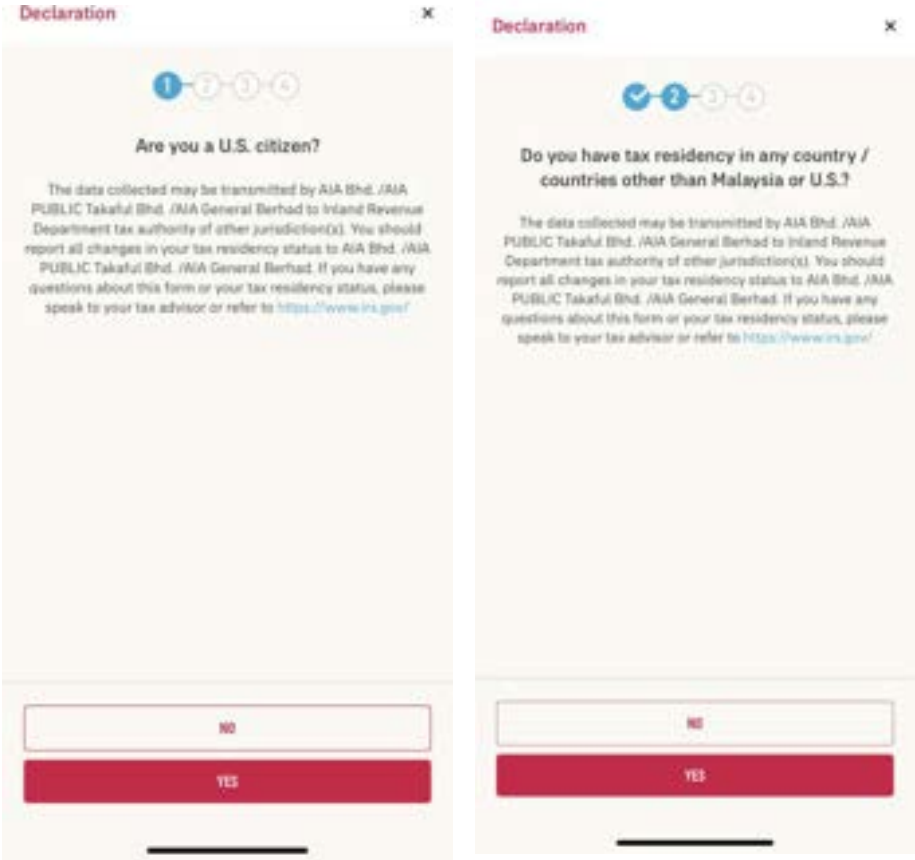 Declaration ×
1 2 3 4
Are you a U.S. citizen?
The data collected may be transmitted by AIA Bhd. /AIA
PUBLIC Takaful Bhd. /AIA General Berhad to Inland Revenue
Department tax authority of other jurisdiction(s). You should
report all changes in your tax residency status to AIA Bhd. /AIA
PUBLIC Takaful Bhd. /AIA General Berhad. If you have any
questions about this form or your tax residency status, please
speak to your tax advisor or refer to https://www.irs.gov/
NO
YES
Declaration ×
2 3 4
Do you have tax residency in any country /
countries other than Malaysia or U.S.?
The data collected may be transmitted by AIA Bhd. /AIA
PUBLIC Takaful Bhd. /AIA General Berhad to Inland Revenue
Department tax authority of other jurisdiction(s). You should
report all changes in your tax residency status to AIA Bhd. /AIA
PUBLIC Takaful Bhd. /AIA General Berhad. If you have any
questions about this form or your tax residency status, please
speak to your tax advisor or refer to https://www.irs.gov/
NO
YES